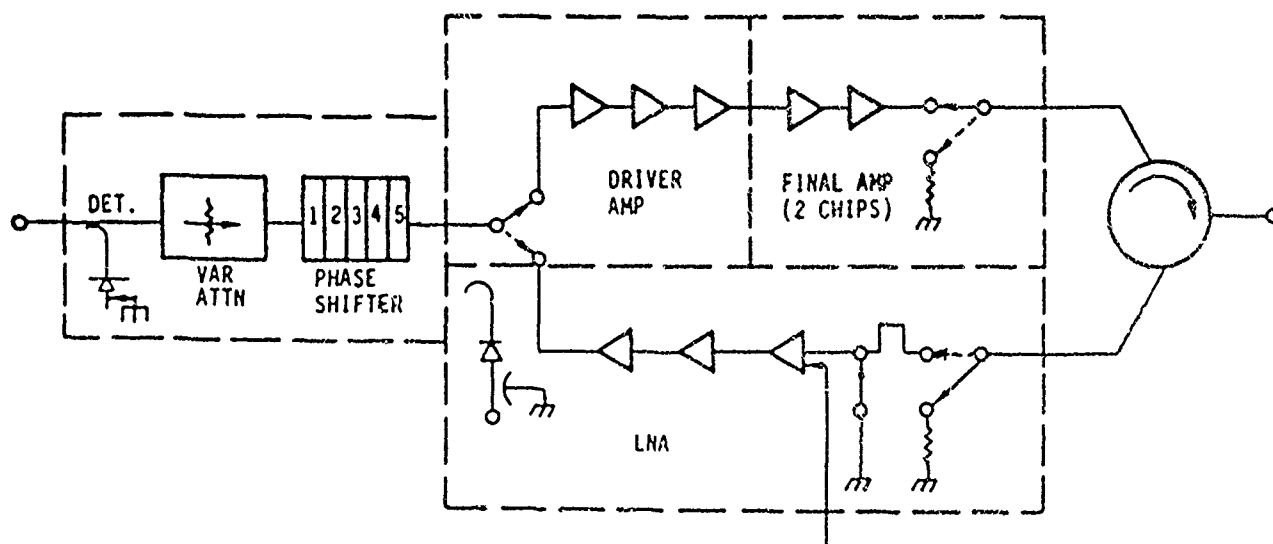 DET.
VAR
ATTN
1 2 3 4 5
PHASE
SHIFTER
DRIVER
AMP
FINAL AMP
(2 CHIPS)
LNA